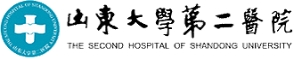 山東大學第二醫院
THE SECOND HOSPITAL OF SHANDONG UNIVERSITY